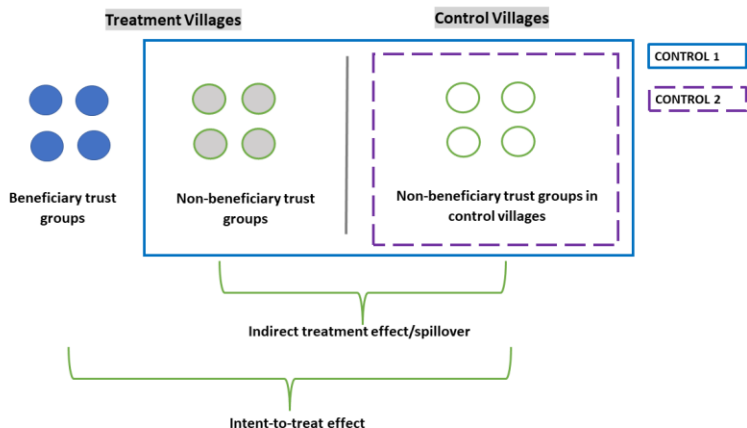 Treatment Villages
Control Villages
CONTROL 1
CONTROL 2
Beneficiary trust
groups
Non-beneficiary trust
groups
Non-beneficiary trust groups in
control villages
Indirect treatment effect/spillover
Intent-to-treat effect